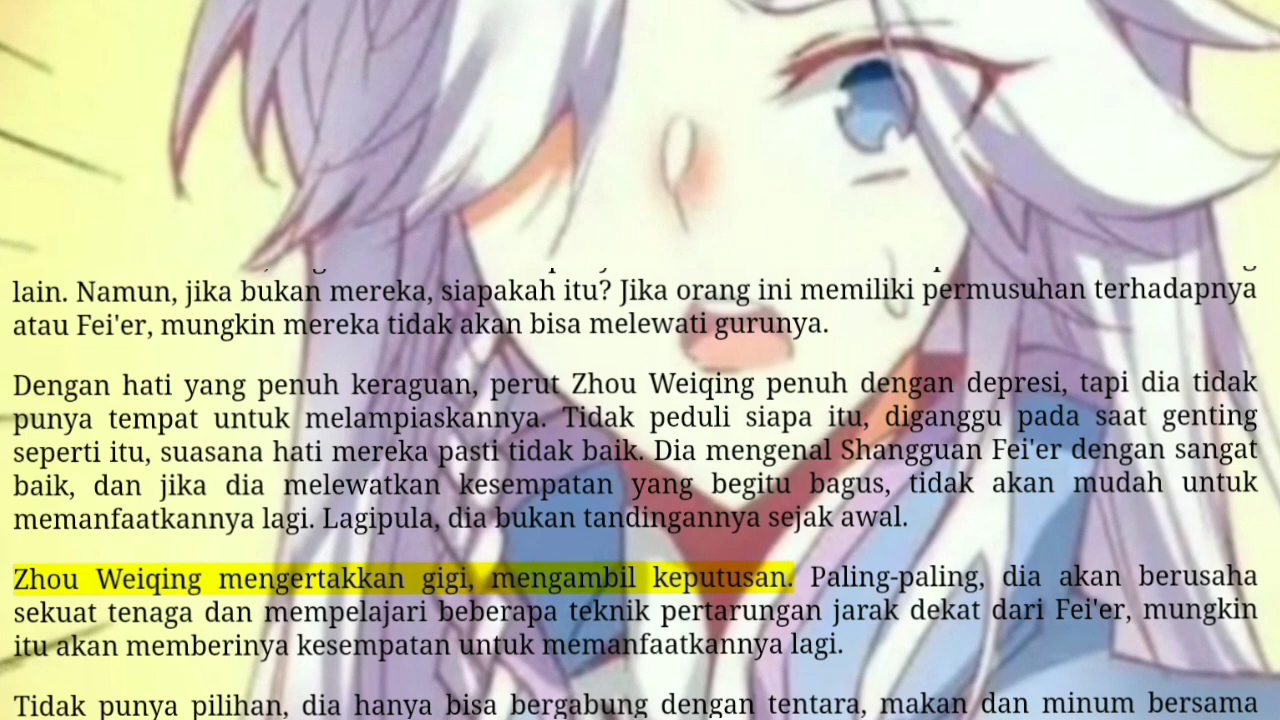 lain. Namun, jika bukan mereka, siapakah itu? Jika orang ini memiliki permusuhan terhadapnya
atau Fei'er, mungkin mereka tidak akan bisa melewati gurunya.
Dengan hati yang penuh keraguan, perut Zhou Weiqing penuh dengan depresi, tapi dia tidak
punya tempat untuk melampiaskannya. Tidak peduli siapa itu, diganggu pada saat genting
seperti itu, suasana hati mereka pasti tidak baik. Dia mengenal Shangguan Fei'er dengan sangat
baik, dan jika dia melewatkan kesempatan yang begitu bagus, tidak akan mudah untuk
memanfaatkannya lagi. Lagipula, dia bukan tandingannya sejak awal.
Zhou Weiqing mengertakkan gigi, mengambil keputusan. Paling-paling, dia akan berusaha
sekuat tenaga dan mempelajari beberapa teknik pertarungan jarak dekat dari Fei'er, mungkin
itu akan memberinya kesempatan untuk memanfaatkannya lagi.
Tidak punya pilihan, dia hanya bisa bergabung dengan tentara, makan dan minum bersama